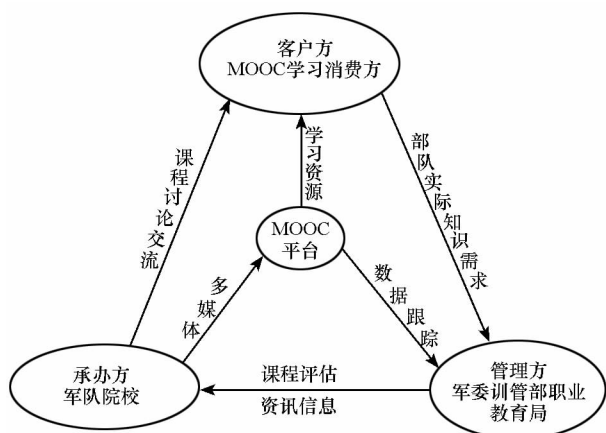 客户方
MOOC学习消费方
课程讨论交流
学习资源
部队实际知识需求
MOOC
平台
多媒体
数据跟踪
承办方
军队院校
课程评估
资讯信息
管理方
军委训管部职业
教育局